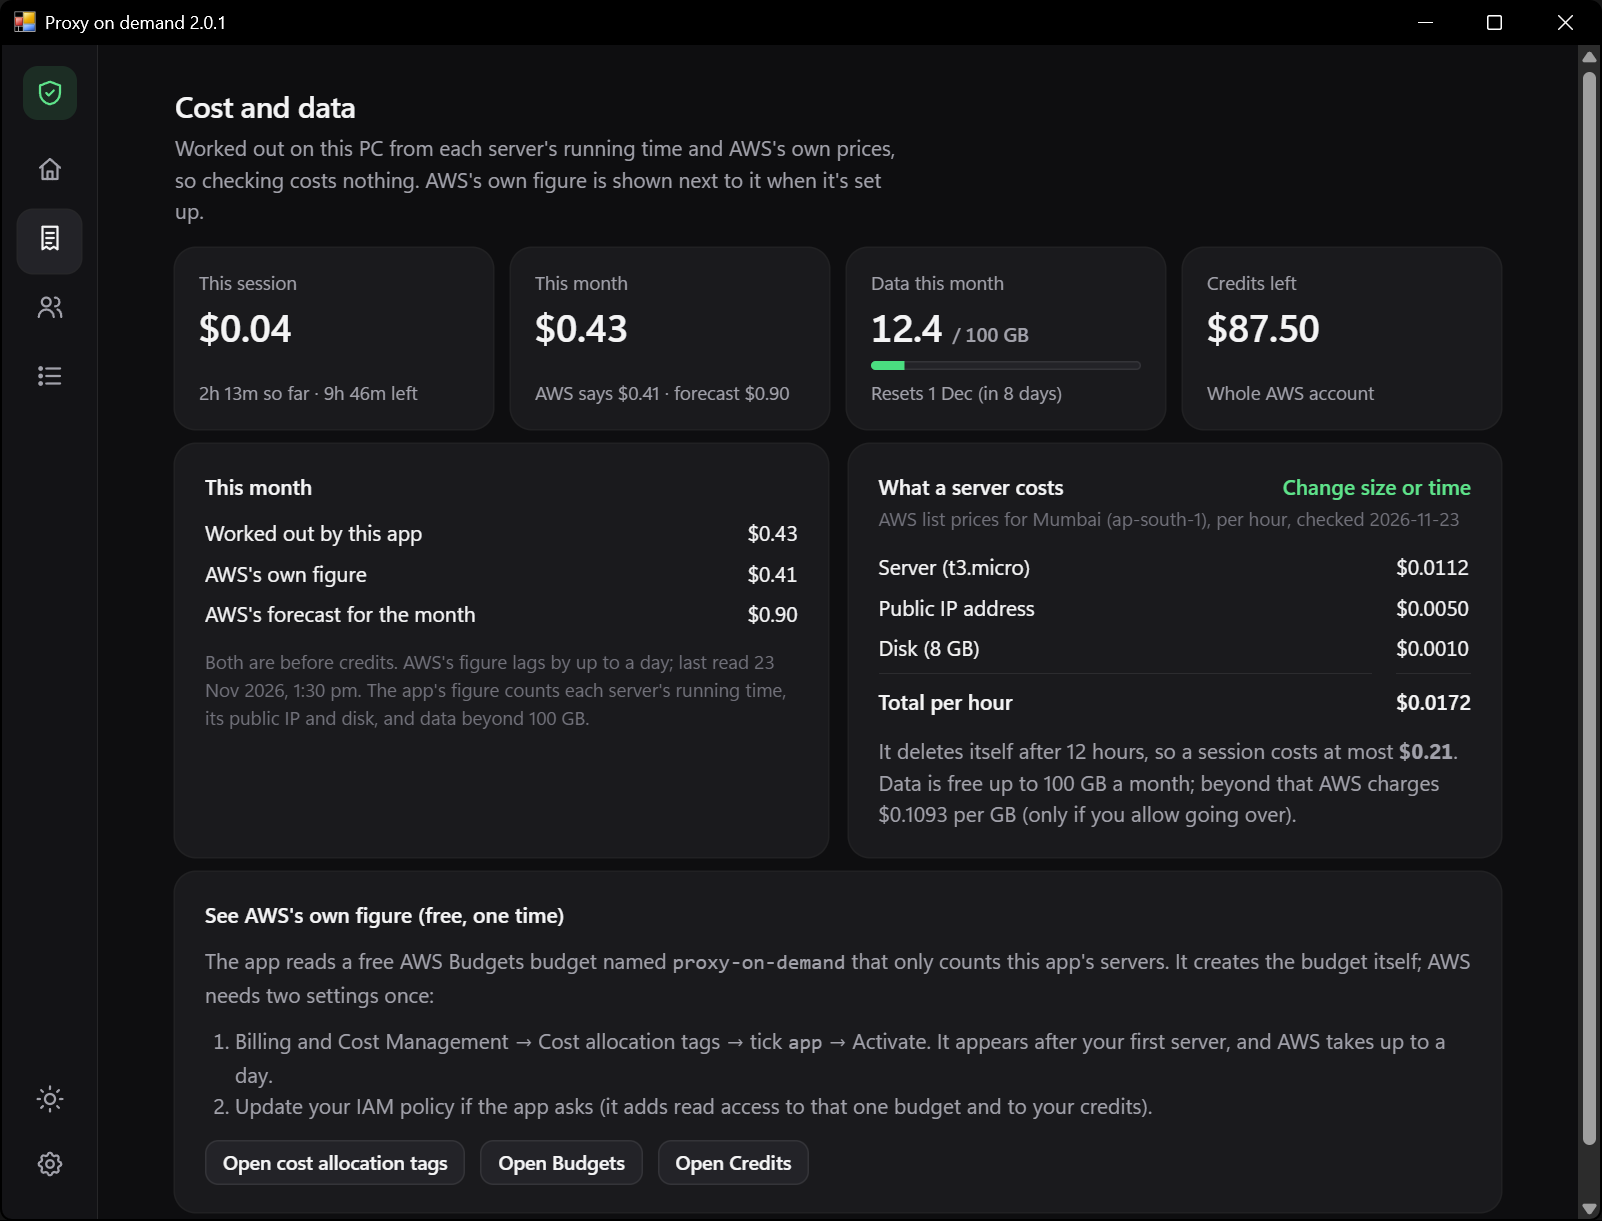 Proxy on demand 2.0.1
Cost and data
Worked out on this PC from each server's running time and AWS's own prices,
so checking costs nothing. AWS's own figure is shown next to it when it's set
up.
This session
$0.04
2h 13m so far · 9h 46m left
This month
$0.43
AWS says $0.41 · forecast $0.90
Data this month
12.4 / 100 GB
Resets 1 Dec (in 8 days)
Credits left
$87.50
Whole AWS account
This month
Worked out by this app $0.43
AWS's own figure $0.41
AWS's forecast for the month $0.90
Both are before credits. AWS's figure lags by up to a day; last read 23
Nov 2026, 1:30 pm. The app's figure counts each server's running time,
its public IP and disk, and data beyond 100 GB.
What a server costs Change size or time
AWS list prices for Mumbai (ap-south-1), per hour, checked 2026-11-23
Server (t3.micro) $0.0112
Public IP address $0.0050
Disk (8 GB) $0.0010
Total per hour $0.0172
It deletes itself after 12 hours, so a session costs at most $0.21.
Data is free up to 100 GB a month; beyond that AWS charges
$0.1093 per GB (only if you allow going over).
See AWS's own figure (free, one time)
The app reads a free AWS Budgets budget named proxy-on-demand that only counts this app's servers. It creates the budget itself; AWS
needs two settings once:
1. Billing and Cost Management → Cost allocation tags → tick app → Activate. It appears after your first server, and AWS takes up to a
day.
2. Update your IAM policy if the app asks (it adds read access to that one budget and to your credits).
Open cost allocation tags Open Budgets Open Credits